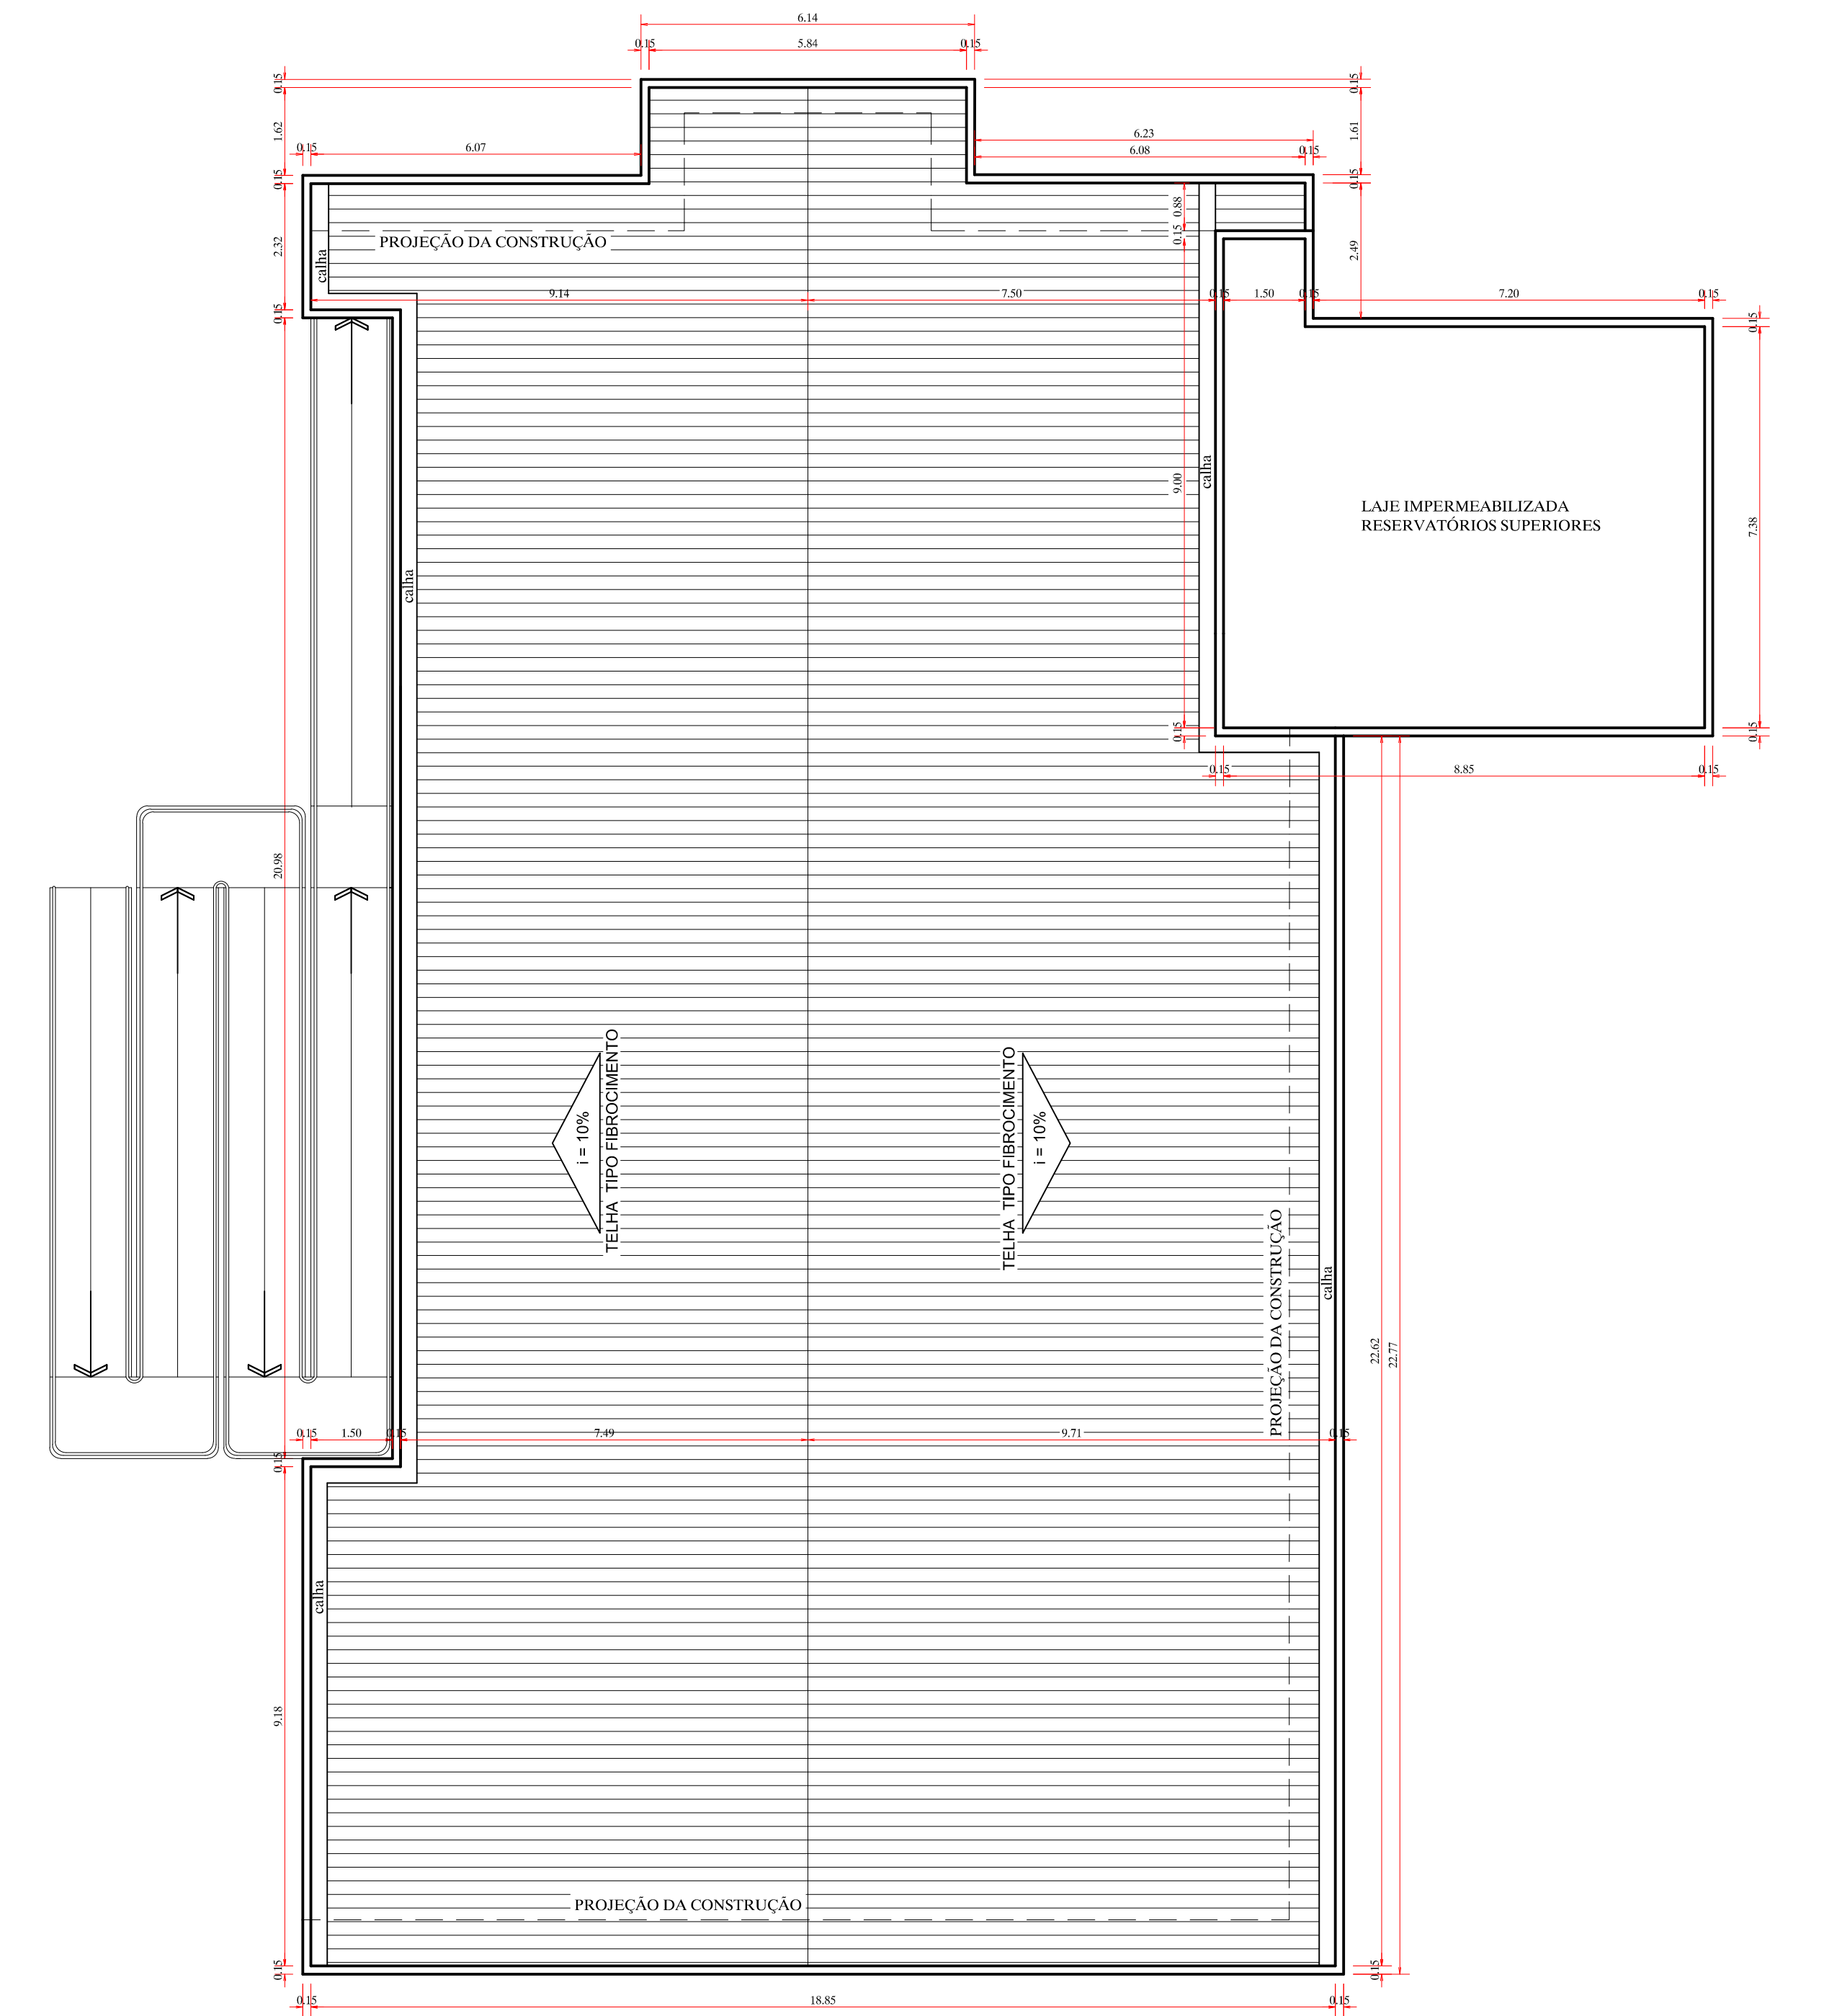 6.14
0.15 5.84 0.15
0.15
0.15
1.62
1.61
6.23
0.15 6.07
6.08 0.15
0.15
0.15
0.88
2.32
PROJEÇÃO DA CONSTRUÇÃO
0.15
2.49
calha
9.14 7.50 0.15 1.50 0.15 7.20 0.15
0.15
0.15
calha
9.00
LAJE IMPERMEABILIZADA
RESERVATÓRIOS SUPERIORES
7.38
calha
0.15
0.15
0.15 8.85 0.15
20.98
TELHA TIPO FIBROCIMENTO
i = 10%
TELHA TIPO FIBROCIMENTO
i = 10%
PROJEÇÃO DA CONSTRUÇÃO
calha
22.62
22.77
0.15 1.50 0.15 7.49 9.71 0.15
0.15
calha
9.18
PROJEÇÃO DA CONSTRUÇÃO
0.15
0.15
0.15 18.85 0.15